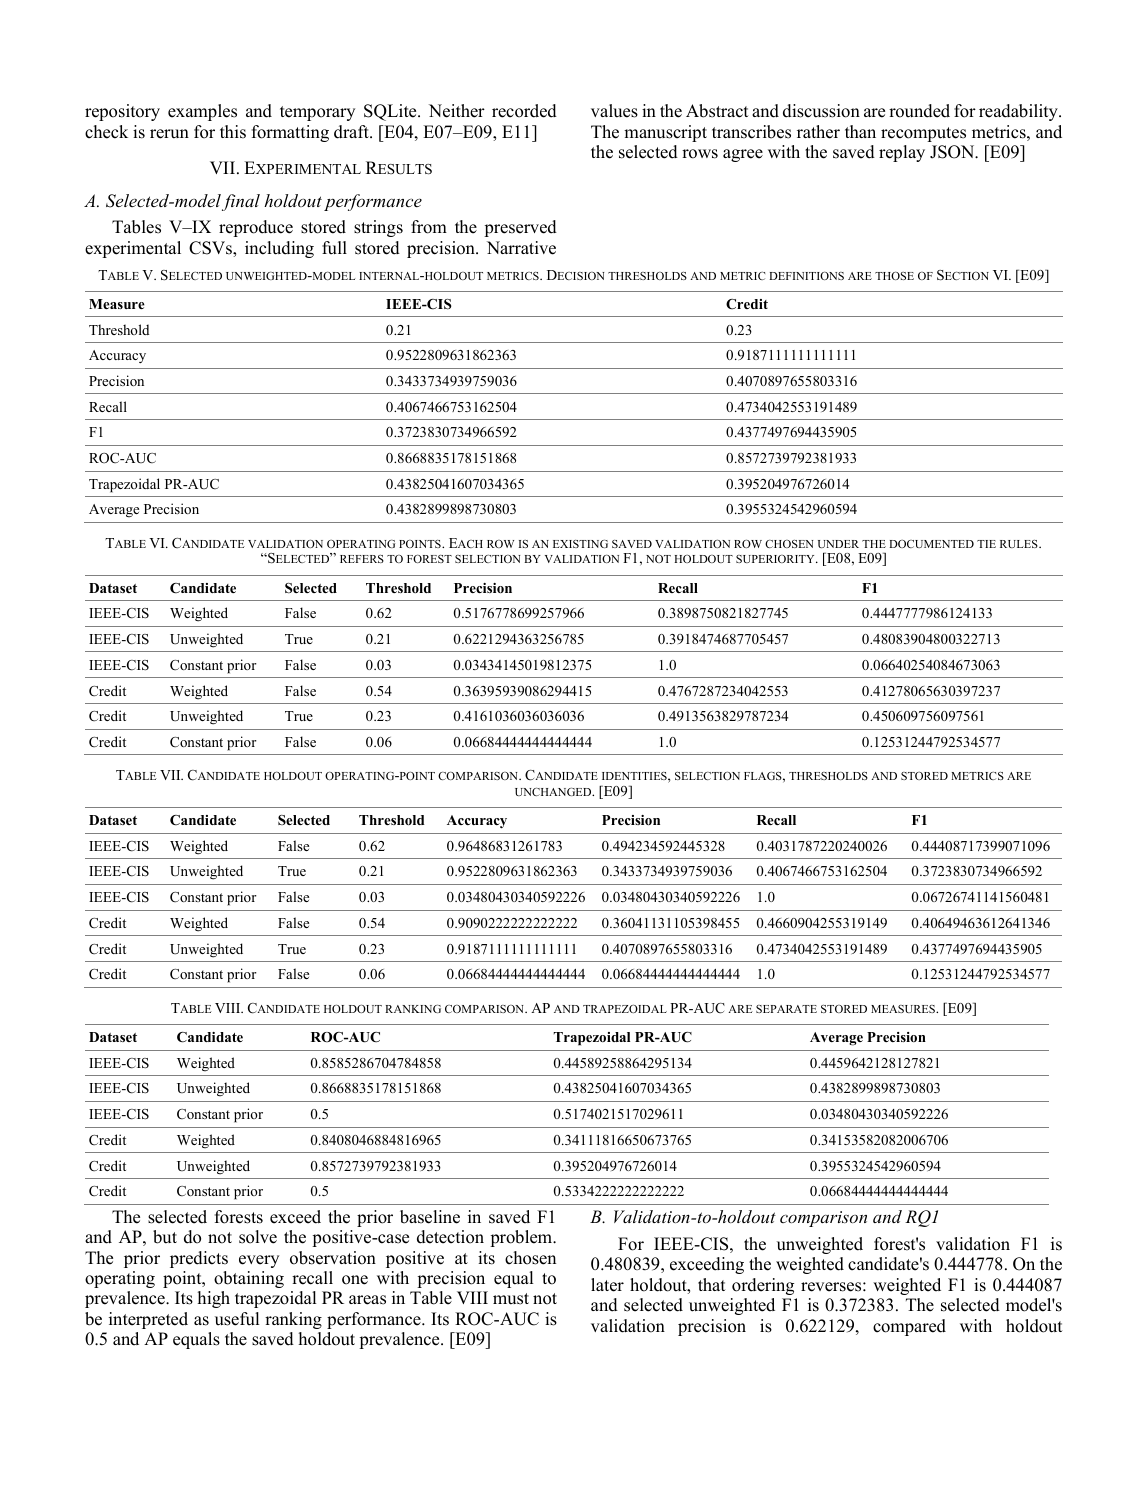 repository examples and temporary SQLite. Neither recorded
check is rerun for this formatting draft. [E04, E07–E09, E11]
VII. EXPERIMENTAL RESULTS
A. Selected-model final holdout performance
Tables V–IX reproduce stored strings from the preserved
experimental CSVs, including full stored precision. Narrative
values in the Abstract and discussion are rounded for readability.
The manuscript transcribes rather than recomputes metrics, and
the selected rows agree with the saved replay JSON. [E09]
TABLE V. SELECTED UNWEIGHTED-MODEL INTERNAL-HOLDOUT METRICS. DECISION THRESHOLDS AND METRIC DEFINITIONS ARE THOSE OF SECTION VI. [E09]
Measure IEEE-CIS Credit
Threshold 0.21 0.23
Accuracy 0.9522809631862363 0.9187111111111111
Precision 0.3433734939759036 0.4070897655803316
Recall 0.4067466753162504 0.4734042553191489
F1 0.3723830734966592 0.4377497694435905
ROC-AUC 0.8668835178151868 0.8572739792381933
Trapezoidal PR-AUC 0.43825041607034365 0.395204976726014
Average Precision 0.4382899898730803 0.3955324542960594
TABLE VI. CANDIDATE VALIDATION OPERATING POINTS. EACH ROW IS AN EXISTING SAVED VALIDATION ROW CHOSEN UNDER THE DOCUMENTED TIE RULES.
“SELECTED” REFERS TO FOREST SELECTION BY VALIDATION F1, NOT HOLDOUT SUPERIORITY. [E08, E09]
Dataset Candidate Selected Threshold Precision Recall F1
IEEE-CIS Weighted False 0.62 0.5176778699257966 0.3898750821827745 0.4447777986124133
IEEE-CIS Unweighted True 0.21 0.6221294363256785 0.3918474687705457 0.48083904800322713
IEEE-CIS Constant prior False 0.03 0.03434145019812375 1.0 0.06640254084673063
Credit Weighted False 0.54 0.36395939086294415 0.4767287234042553 0.41278065630397237
Credit Unweighted True 0.23 0.4161036036036036 0.4913563829787234 0.450609756097561
Credit Constant prior False 0.06 0.06684444444444444 1.0 0.12531244792534577
TABLE VII. CANDIDATE HOLDOUT OPERATING-POINT COMPARISON. CANDIDATE IDENTITIES, SELECTION FLAGS, THRESHOLDS AND STORED METRICS ARE
UNCHANGED. [E09]
Dataset Candidate Selected Threshold Accuracy Precision Recall F1
IEEE-CIS Weighted False 0.62 0.96486831261783 0.494234592445328 0.4031787220240026 0.44408717399071096
IEEE-CIS Unweighted True 0.21 0.9522809631862363 0.3433734939759036 0.4067466753162504 0.3723830734966592
IEEE-CIS Constant prior False 0.03 0.03480430340592226 0.03480430340592226 1.0 0.06726741141560481
Credit Weighted False 0.54 0.9090222222222222 0.36041131105398455 0.4660904255319149 0.40649463612641346
Credit Unweighted True 0.23 0.9187111111111111 0.4070897655803316 0.4734042553191489 0.4377497694435905
Credit Constant prior False 0.06 0.06684444444444444 0.06684444444444444 1.0 0.12531244792534577
TABLE VIII. CANDIDATE HOLDOUT RANKING COMPARISON. AP AND TRAPEZOIDAL PR-AUC ARE SEPARATE STORED MEASURES. [E09]
Dataset Candidate ROC-AUC Trapezoidal PR-AUC Average Precision
IEEE-CIS Weighted 0.8585286704784858 0.44589258864295134 0.4459642128127821
IEEE-CIS Unweighted 0.8668835178151868 0.43825041607034365 0.4382899898730803
IEEE-CIS Constant prior 0.5 0.5174021517029611 0.03480430340592226
Credit Weighted 0.8408046884816965 0.34111816650673765 0.34153582082006706
Credit Unweighted 0.8572739792381933 0.395204976726014 0.3955324542960594
Credit Constant prior 0.5 0.5334222222222222 0.06684444444444444
The selected forests exceed the prior baseline in saved F1
and AP, but do not solve the positive-case detection problem.
The prior predicts every observation positive at its chosen
operating point, obtaining recall one with precision equal to
prevalence. Its high trapezoidal PR areas in Table VIII must not
be interpreted as useful ranking performance. Its ROC-AUC is
0.5 and AP equals the saved holdout prevalence. [E09]
B. Validation-to-holdout comparison and RQ1
For IEEE-CIS, the unweighted forest's validation F1 is
0.480839, exceeding the weighted candidate's 0.444778. On the
later holdout, that ordering reverses: weighted F1 is 0.444087
and selected unweighted F1 is 0.372383. The selected model's
validation precision is 0.622129, compared with holdout